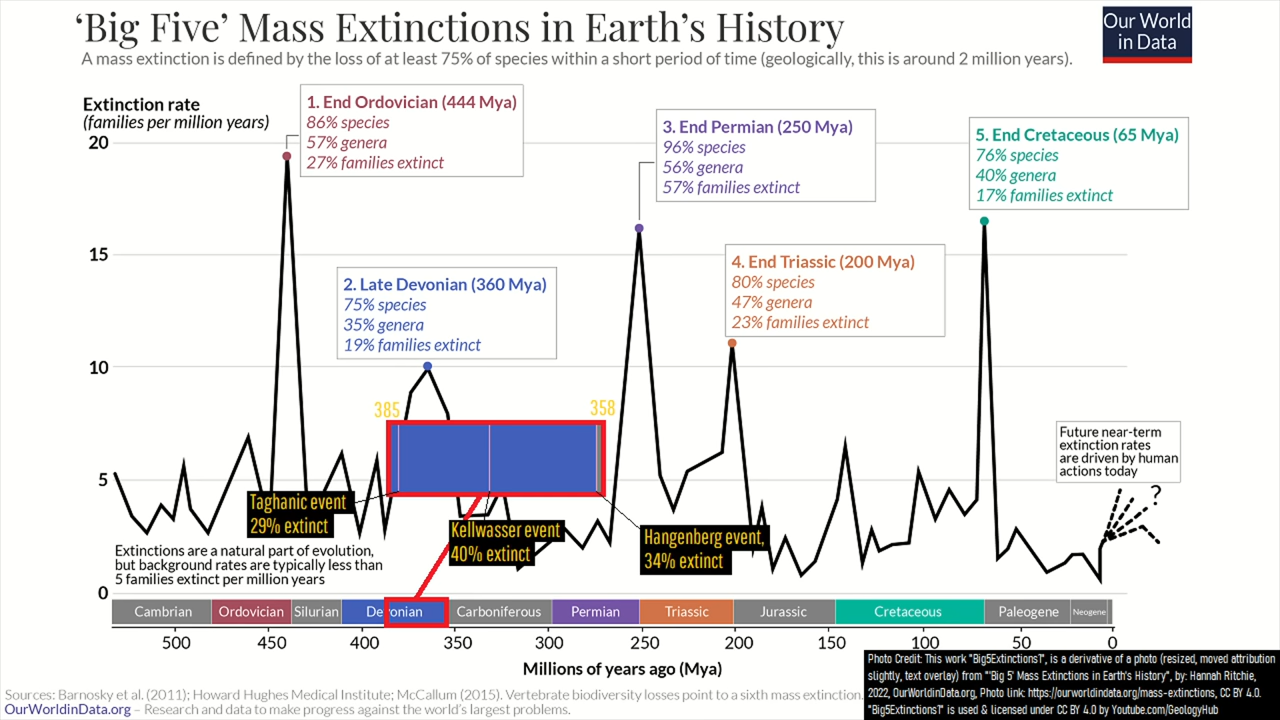 ‘Big Five’ Mass Extinctions in Earth’s History
Our World
in Data
A mass extinction is defined by the loss of at least 75% of species within a short period of time (geologically, this is around 2 million years).
Extinction rate
(families per million years)
20
15
10
5
0
1. End Ordovician (444 Mya)
86% species
57% genera
27% families extinct
2. Late Devonian (360 Mya)
75% species
35% genera
19% families extinct
3. End Permian (250 Mya)
96% species
56% genera
57% families extinct
4. End Triassic (200 Mya)
80% species
47% genera
23% families extinct
5. End Cretaceous (65 Mya)
76% species
40% genera
17% families extinct
385
358
Taghanic event
29% extinct
Kellwasser event
40% extinct
Hangenberg event,
34% extinct
Future near-term
extinction rates
are driven by human
actions today
?
Extinctions are a natural part of evolution,
but background rates are typically less than
5 families extinct per million years
Cambrian
Ordovician
Silurian
Devonian
Carboniferous
Permian
Triassic
Jurassic
Cretaceous
Paleogene
Neogene
500
450
400
350
300
250
200
150
100
50
0
Millions of years ago (Mya)
Sources: Barnosky et al. (2011); Howard Hughes Medical Institute; McCallum (2015). Vertebrate biodiversity losses point to a sixth mass extinction.
OurWorldinData.org – Research and data to make progress against the world’s largest problems.
Photo Credit: This work "Big5Extinctions1", is a derivative of a photo (resized, moved attribution
slightly, text overlay) from "'Big 5' Mass Extinctions in Earth's History", by: Hannah Ritchie,
2022, OurWorldinData.org, Photo link: https://ourworldindata.org/mass-extinctions, CC BY 4.0.
"Big5Extinctions1" is used & licensed under CC BY 4.0 by Youtube.com/GeologyHub